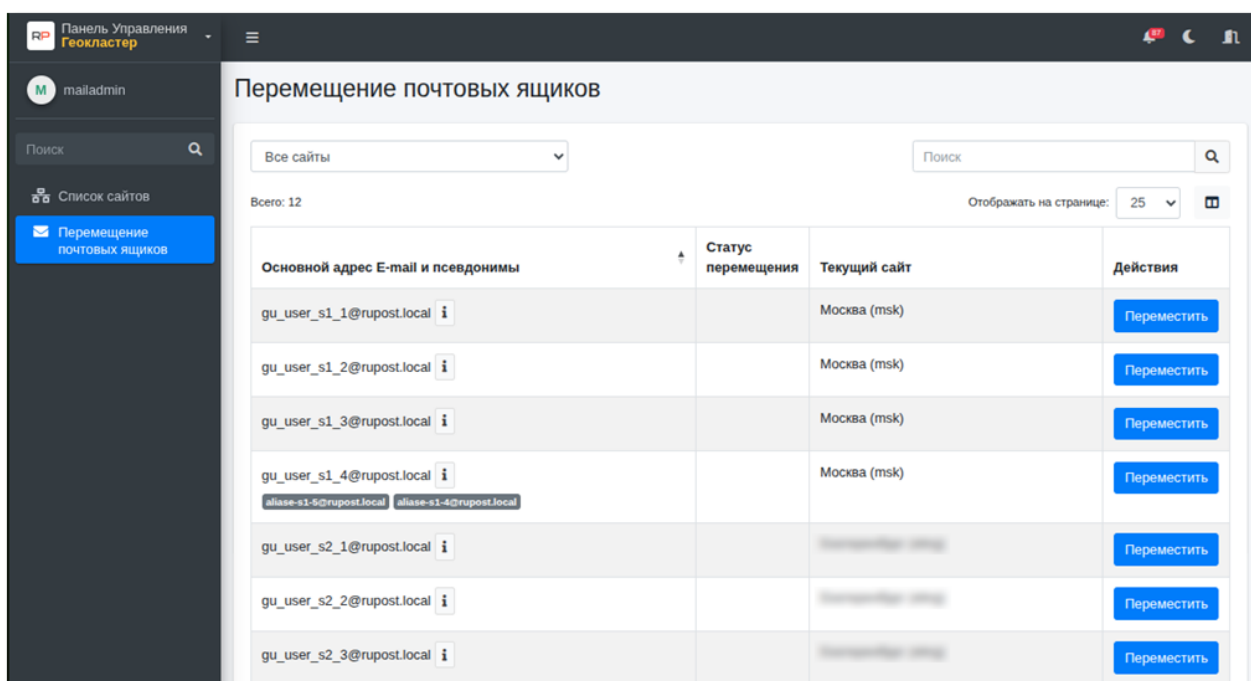 RP Панель Управления
Геокластер
87
M mailadmin
Перемещение почтовых ящиков
Поиск
Все сайты
Поиск
Список сайтов
Всего: 12
Отображать на странице: 25
Перемещение
почтовых ящиков
Основной адрес E-mail и псевдонимы
Статус
перемещения
Текущий сайт
Действия
gu_user_s1_1@rupost.local i
Москва (msk)
Переместить
gu_user_s1_2@rupost.local i
Москва (msk)
Переместить
gu_user_s1_3@rupost.local i
Москва (msk)
Переместить
gu_user_s1_4@rupost.local i
Москва (msk)
Переместить
aliase-s1-5@rupost.local aliase-s1-4@rupost.local
gu_user_s2_1@rupost.local i
Переместить
gu_user_s2_2@rupost.local i
Переместить
gu_user_s2_3@rupost.local i
Переместить